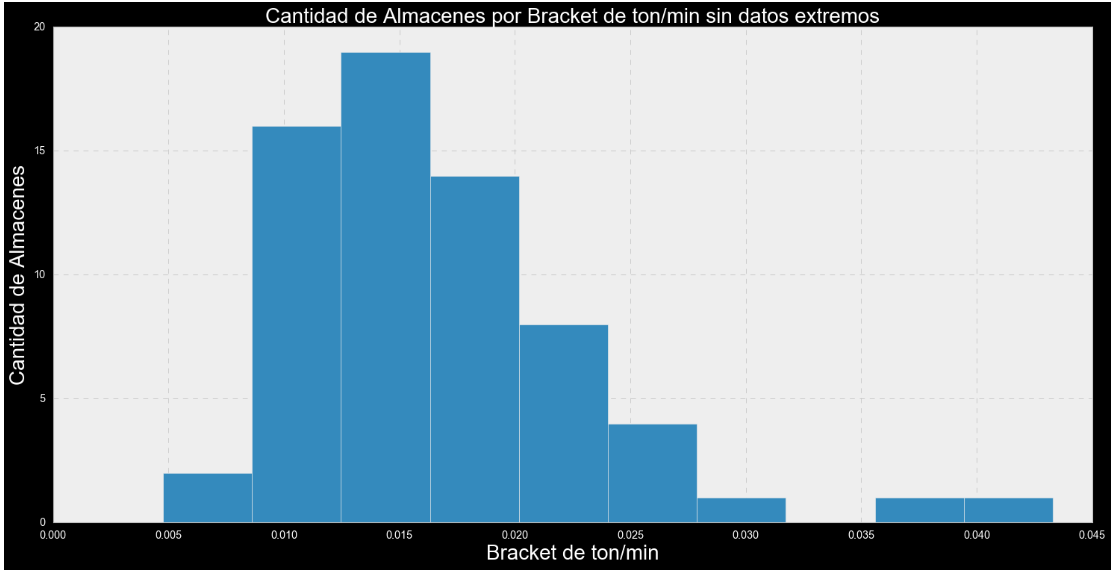 Cantidad de Almacenes por Bracket de ton/min sin datos extremos
20
15
10
5
0
Cantidad de Almacenes
0.000 0.005 0.010 0.015 0.020 0.025 0.030 0.035 0.040 0.045
Bracket de ton/min